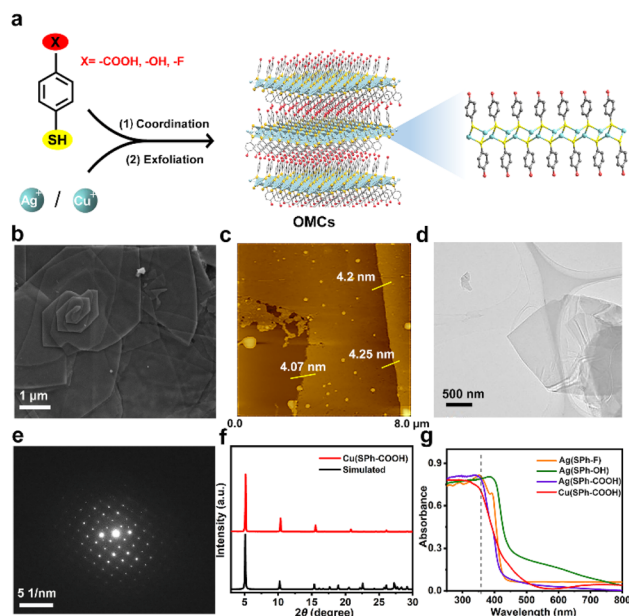 a
X
X= -COOH, -OH, -F
SH
(1) Coordination
(2) Exfoliation
Ag+ / Cu+
OMCs
b
1 μm
c
4.2 nm
4.07 nm
4.25 nm
0.0
8.0 μm
d
500 nm
e
5 1/nm
f
Cu(SPh-COOH)
Simulated
Intensity (a.u.)
5 10 15 20 25 30
2θ (degree)
g
Ag(SPh-F)
Ag(SPh-OH)
Ag(SPh-COOH)
Cu(SPh-COOH)
Absorbance
0.9
0.6
0.3
0.0
300 400 500 600 700 800
Wavelength (nm)